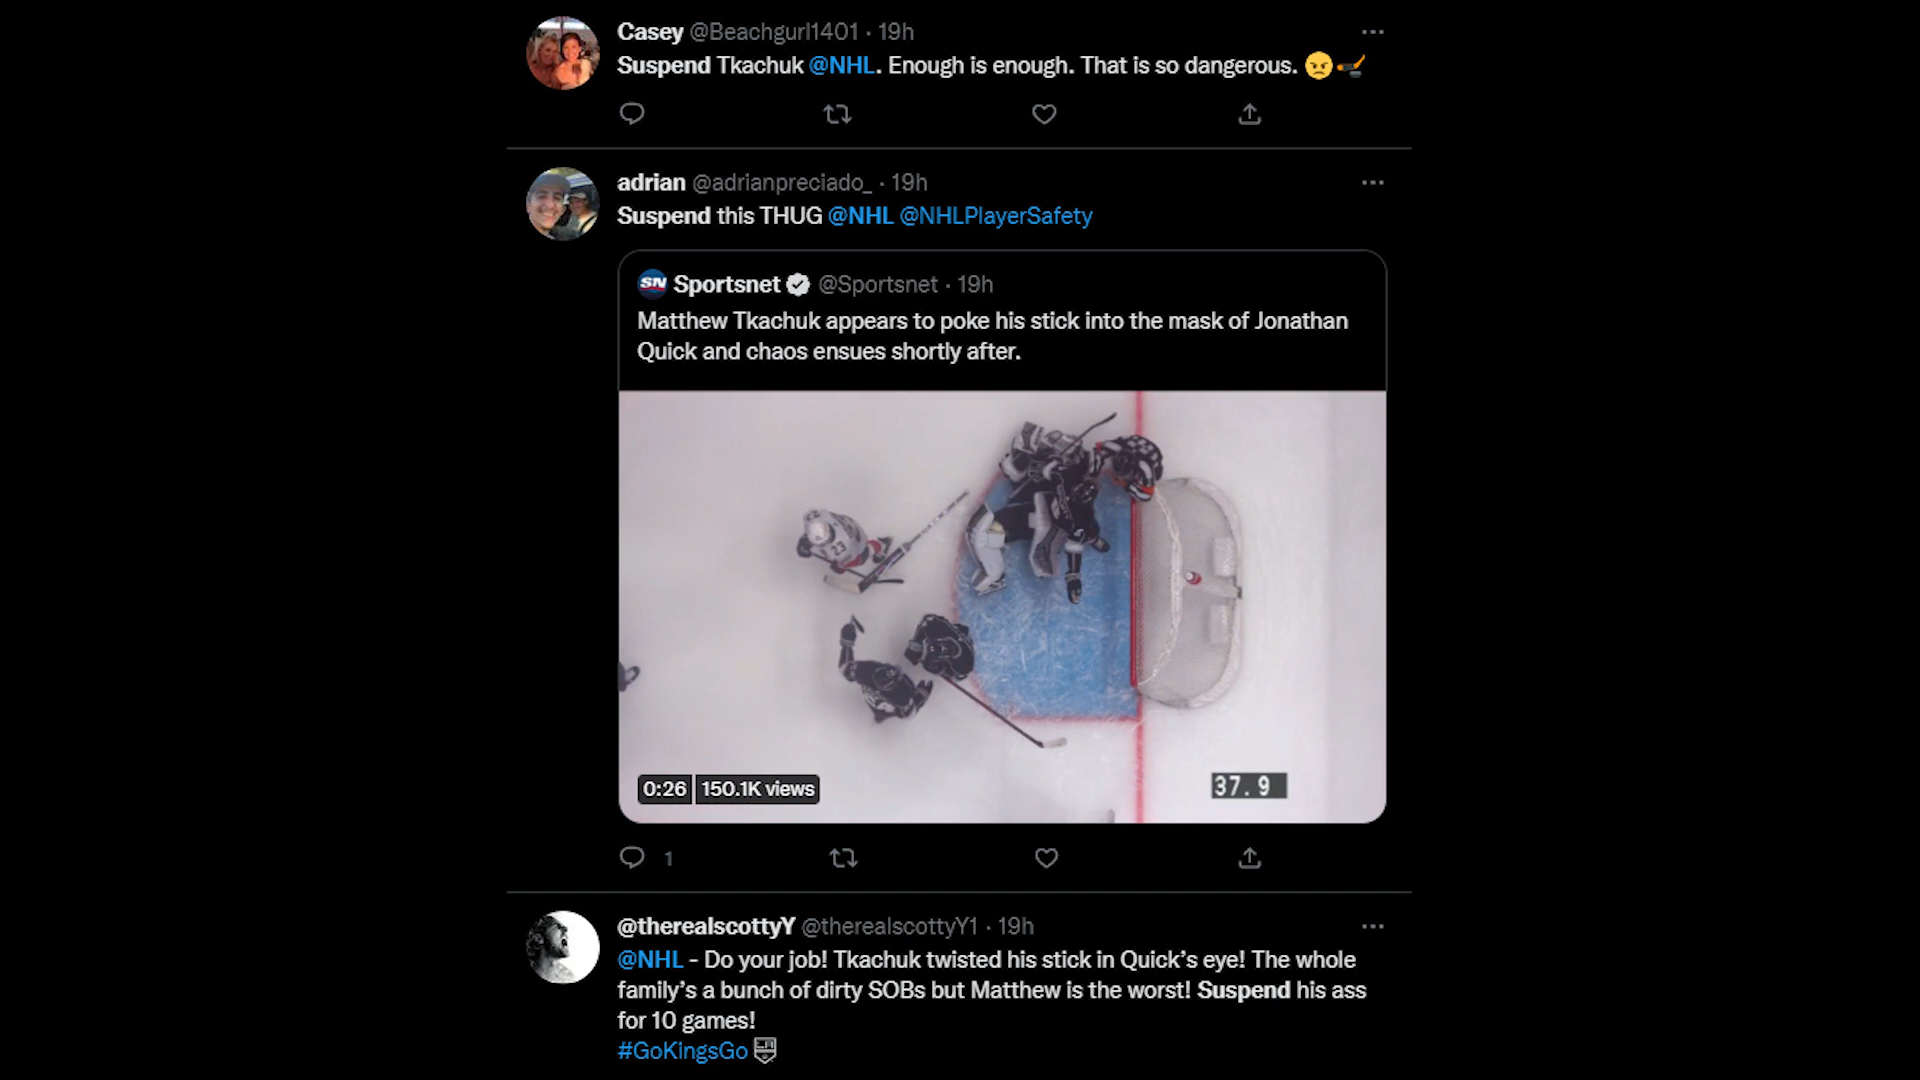 Casey @Beachgurl1401 · 19h
Suspend Tkachuk @NHL. Enough is enough. That is so dangerous. 😠🏒
adrian @adrianpreciado_ · 19h
Suspend this THUG @NHL @NHLPlayerSafety
SN Sportsnet @Sportsnet · 19h
Matthew Tkachuk appears to poke his stick into the mask of Jonathan
Quick and chaos ensues shortly after.
23
0:26 150.1K views
37.9
1
@therealscottyY @therealscottyY1 · 19h
@NHL - Do your job! Tkachuk twisted his stick in Quick’s eye! The whole
family’s a bunch of dirty SOBs but Matthew is the worst! Suspend his ass
for 10 games!
#GoKingsGo